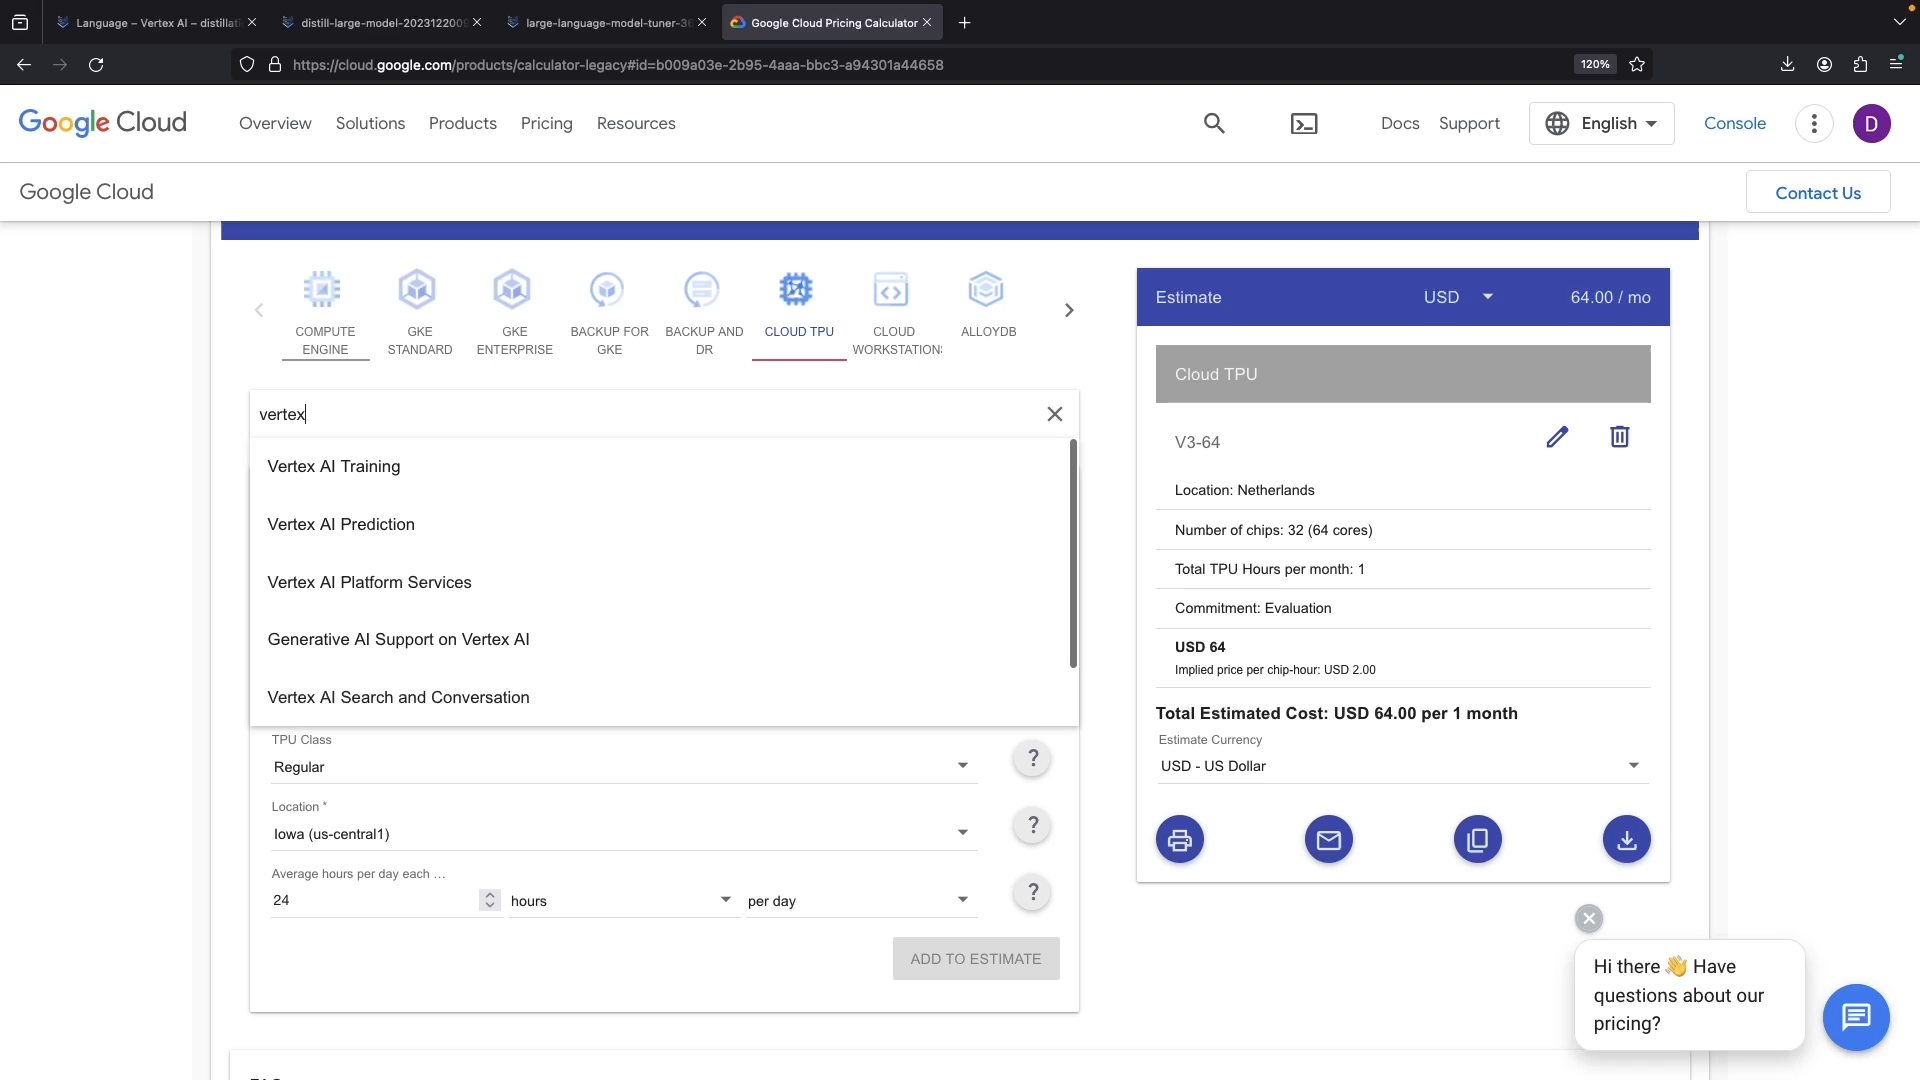 Language – Vertex AI – distillati
distill-large-model-2023122009
large-language-model-tuner-36
Google Cloud Pricing Calculator
https://cloud.google.com/products/calculator-legacy#id=b009a03e-2b95-4aaa-bbc3-a94301a44658
120%
Google Cloud
Overview
Solutions
Products
Pricing
Resources
Docs
Support
English
Console
D
Google Cloud
Contact Us
COMPUTE
ENGINE
GKE
STANDARD
GKE
ENTERPRISE
BACKUP FOR
GKE
BACKUP AND
DR
CLOUD TPU
CLOUD
WORKSTATIONS
ALLOYDB
vertex
Vertex AI Training
Vertex AI Prediction
Vertex AI Platform Services
Generative AI Support on Vertex AI
Vertex AI Search and Conversation
TPU Class
Regular
?
Location *
Iowa (us-central1)
?
Average hours per day each …
24
hours
per day
?
ADD TO ESTIMATE
Estimate
USD
64.00 / mo
Cloud TPU
V3-64
Location: Netherlands
Number of chips: 32 (64 cores)
Total TPU Hours per month: 1
Commitment: Evaluation
USD 64
Implied price per chip-hour: USD 2.00
Total Estimated Cost: USD 64.00 per 1 month
Estimate Currency
USD - US Dollar
Hi there 👋 Have
questions about our
pricing?